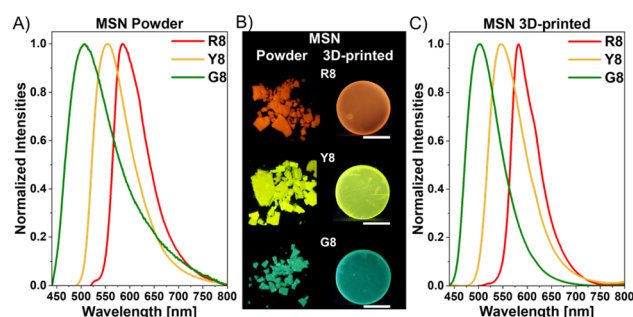 A)
MSN Powder
Normalized Intensities
1.0
0.8
0.6
0.4
0.2
0.0
R8
Y8
G8
440 500 550 600 650 700 750 800
Wavelength [nm]
B)
MSN
Powder 3D-printed
R8
Y8
G8
C)
MSN 3D-printed
Normalized Intensities
1.0
0.8
0.6
0.4
0.2
0.0
R8
Y8
G8
440 500 550 600 650 700 750 800
Wavelength [nm]